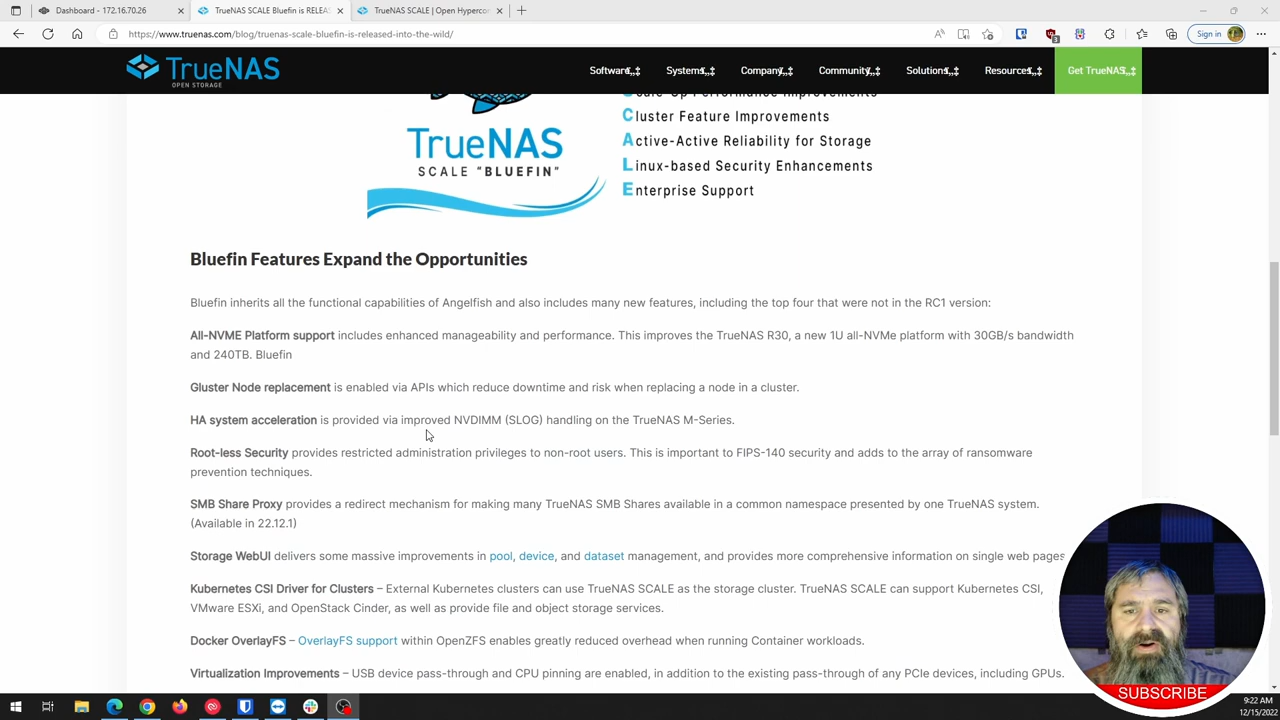 Dashboard - 172.16.70.26
TrueNAS SCALE Bluefin is RELEAS
TrueNAS SCALE | Open Hyperconv
https://www.truenas.com/blog/truenas-scale-bluefin-is-released-into-the-wild/
3
Sign in
TrueNAS
OPEN STORAGE
Software
Systems
Company
Community
Solutions
Resources
Get TrueNAS
Scale-Up Performance Improvements
Cluster Feature Improvements
Active-Active Reliability for Storage
Linux-based Security Enhancements
Enterprise Support
TrueNAS
SCALE "BLUEFIN"
Bluefin Features Expand the Opportunities
Bluefin inherits all the functional capabilities of Angelfish and also includes many new features, including the top four that were not in the RC1 version:
All-NVME Platform support includes enhanced manageability and performance. This improves the TrueNAS R30, a new 1U all-NVMe platform with 30GB/s bandwidth
and 240TB. Bluefin
Gluster Node replacement is enabled via APIs which reduce downtime and risk when replacing a node in a cluster.
HA system acceleration is provided via improved NVDIMM (SLOG) handling on the TrueNAS M-Series.
Root-less Security provides restricted administration privileges to non-root users. This is important to FIPS-140 security and adds to the array of ransomware
prevention techniques.
SMB Share Proxy provides a redirect mechanism for making many TrueNAS SMB Shares available in a common namespace presented by one TrueNAS system.
(Available in 22.12.1)
Storage WebUI delivers some massive improvements in pool, device, and dataset management, and provides more comprehensive information on single web pages
Kubernetes CSI Driver for Clusters – External Kubernetes clusters can use TrueNAS SCALE as the storage cluster. TrueNAS SCALE can support Kubernetes CSI,
VMware ESXi, and OpenStack Cinder, as well as provide file and object storage services.
Docker OverlayFS – OverlayFS support within OpenZFS enables greatly reduced overhead when running Container workloads.
Virtualization Improvements – USB device pass-through and CPU pinning are enabled, in addition to the existing pass-through of any PCIe devices, including GPUs.
SUBSCRIBE
9:22 AM
12/15/2022